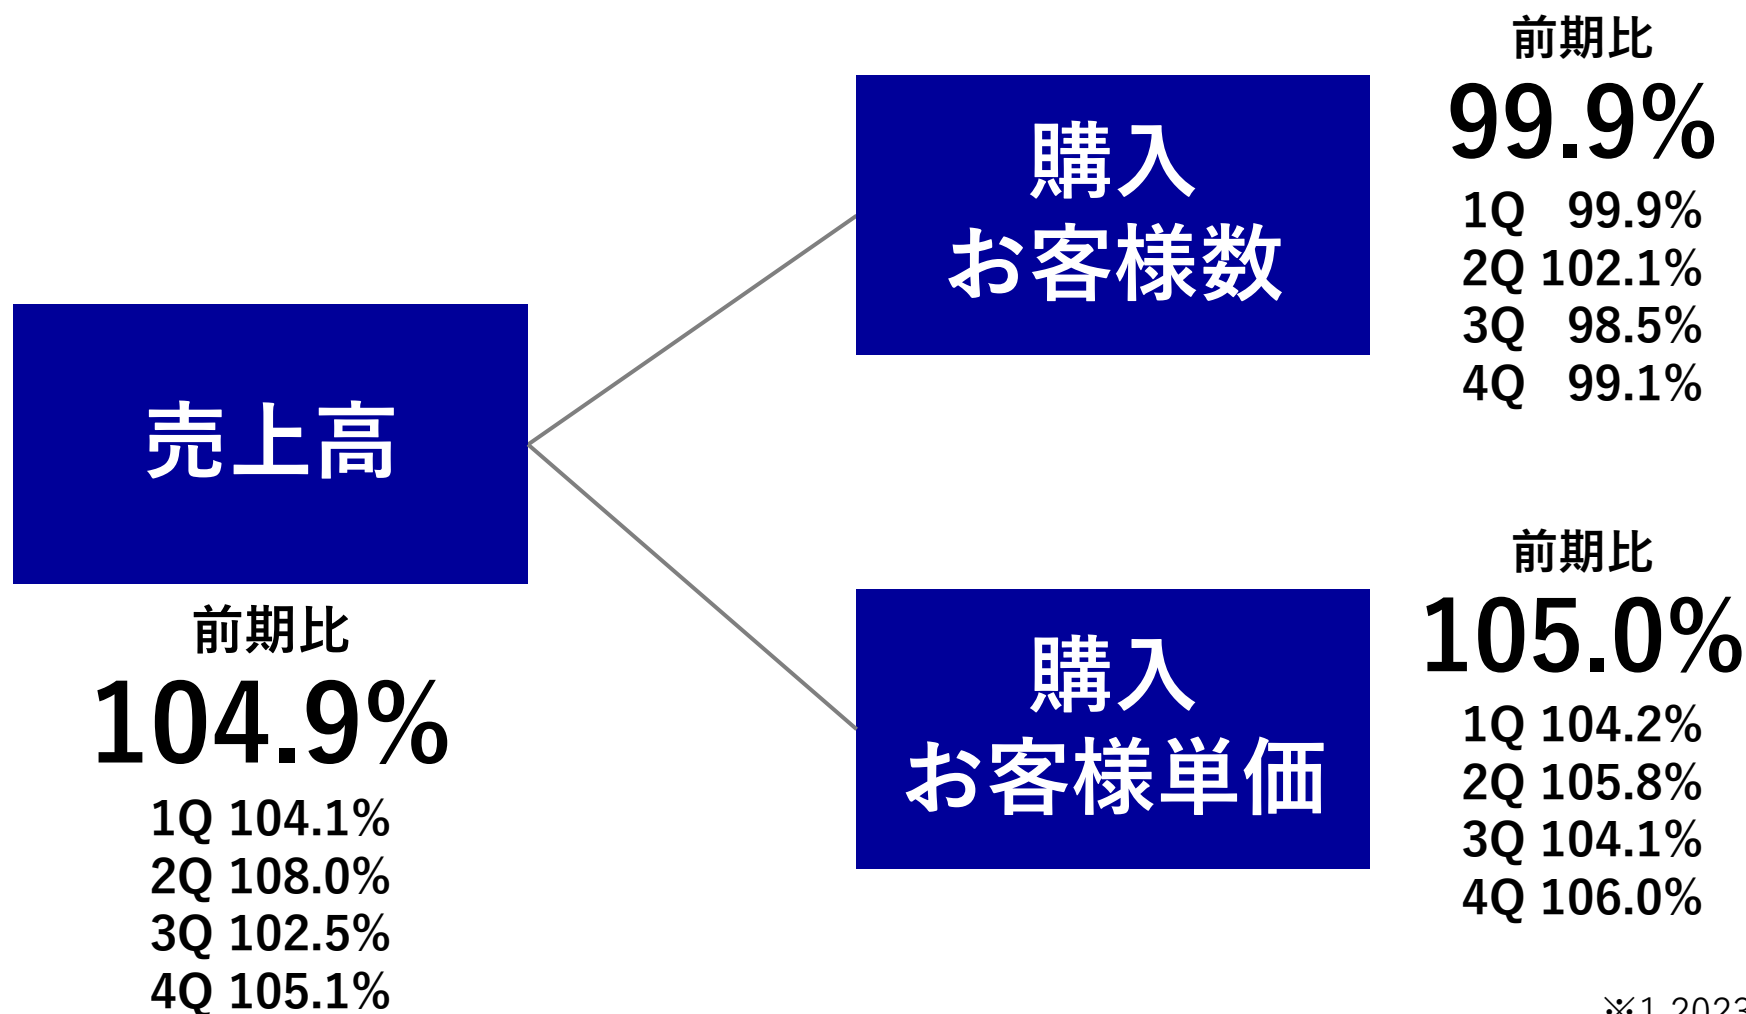 売上高
前期比
104.9%
1Q 104.1%
2Q 108.0%
3Q 102.5%
4Q 105.1%
購入
お客様数
前期比
99.9%
1Q 99.9%
2Q 102.1%
3Q 98.5%
4Q 99.1%
購入
お客様単価
前期比
105.0%
1Q 104.2%
2Q 105.8%
3Q 104.1%
4Q 106.0%
※1 2023